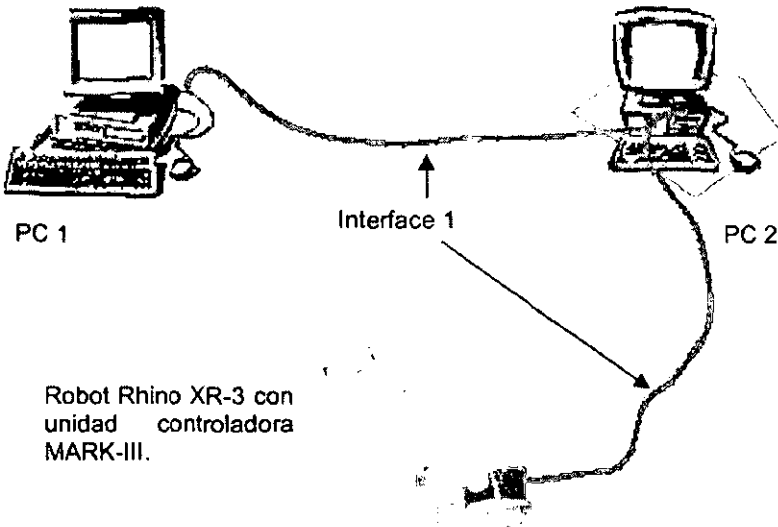 PC 1
Interface 1
PC 2
Robot Rhino XR-3 con
unidad controladora
MARK-III.